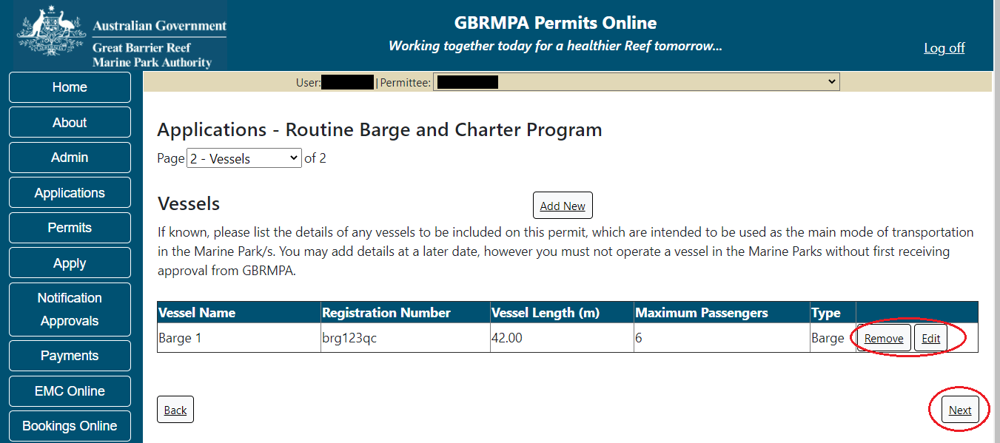 Australian Government
Great Barrier Reef
Marine Park Authority
GBRMPA Permits Online
Working together today for a healthier Reef tomorrow...
Log off
Home
About
Admin
Applications
Permits
Apply
Notification
Approvals
Payments
EMC Online
Bookings Online
User: | Permittee:
Applications - Routine Barge and Charter Program
Page 2 - Vessels of 2
Vessels
Add New
If known, please list the details of any vessels to be included on this permit, which are intended to be used as the main mode of transportation
in the Marine Park/s. You may add details at a later date, however you must not operate a vessel in the Marine Parks without first receiving
approval from GBRMPA.
Vessel Name Registration Number Vessel Length (m) Maximum Passengers Type
Barge 1 brg123qc 42.00 6 Barge Remove Edit
Back
Next